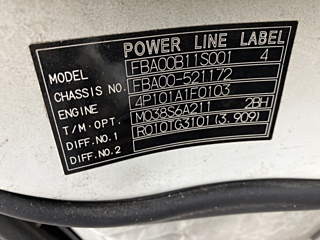 POWER LINE LABEL
MODEL FBA00B11S001 4
CHASSIS NO. FBA00-521172
ENGINE 4P101A1F0103
T/M·OPT. M038S6A211 2BH
DIFF.NO.1 R0101G3101(3.909)
DIFF.NO.2